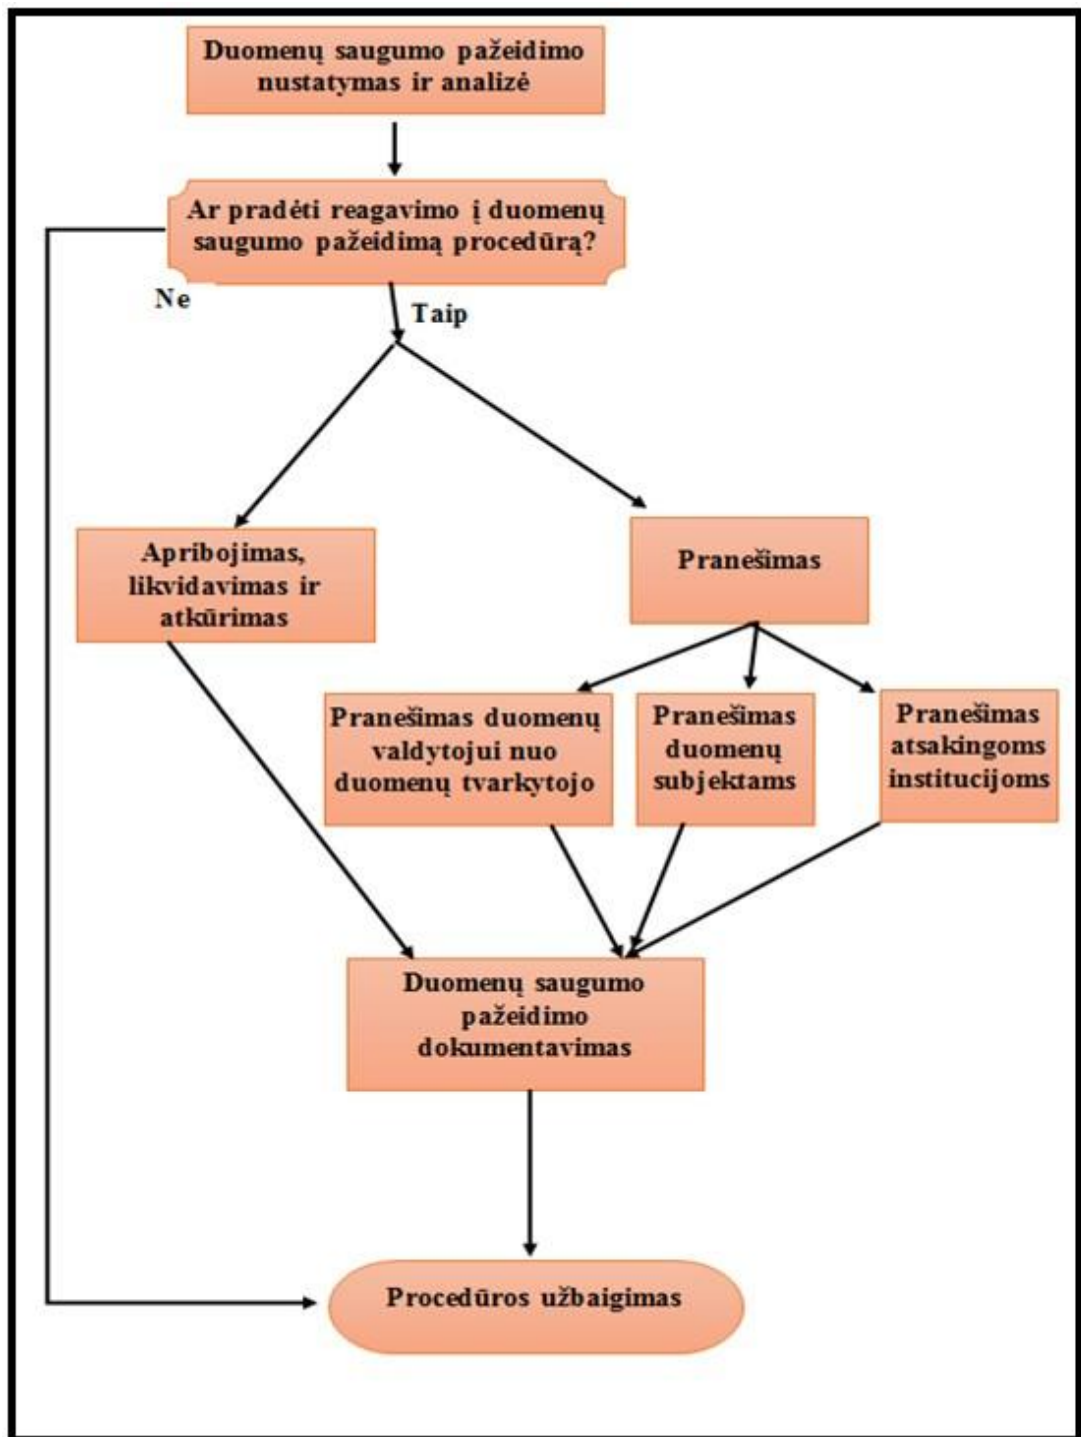 Duomenų saugumo pažeidimo
nustatymas ir analizė
Ar pradėti reagavimo į duomenų
saugumo pažeidimą procedūrą?
Ne
Taip
Apribojimas,
likvidavimas ir
atkūrimas
Pranešimas
Pranešimas duomenų
valdytojui nuo
duomenų tvarkytojo
Pranešimas
duomenų
subjektams
Pranešimas
atsakingoms
institucijoms
Duomenų saugumo
pažeidimo
dokumentavimas
Procedūros užbaigimas